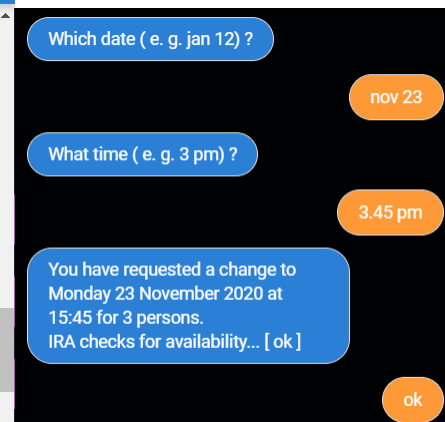 Which date ( e. g. jan 12) ?
nov 23
What time ( e. g. 3 pm) ?
3.45 pm
You have requested a change to
Monday 23 November 2020 at
15:45 for 3 persons.
IRA checks for availability... [ ok ]
ok